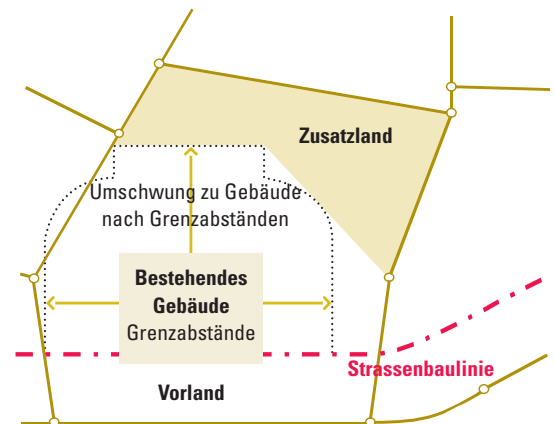 Zusatzland
Umschwung zu Gebäude
nach Grenzabständen
Bestehendes
Gebäude
Grenzabstände
Strassenbaulinie
Vorland